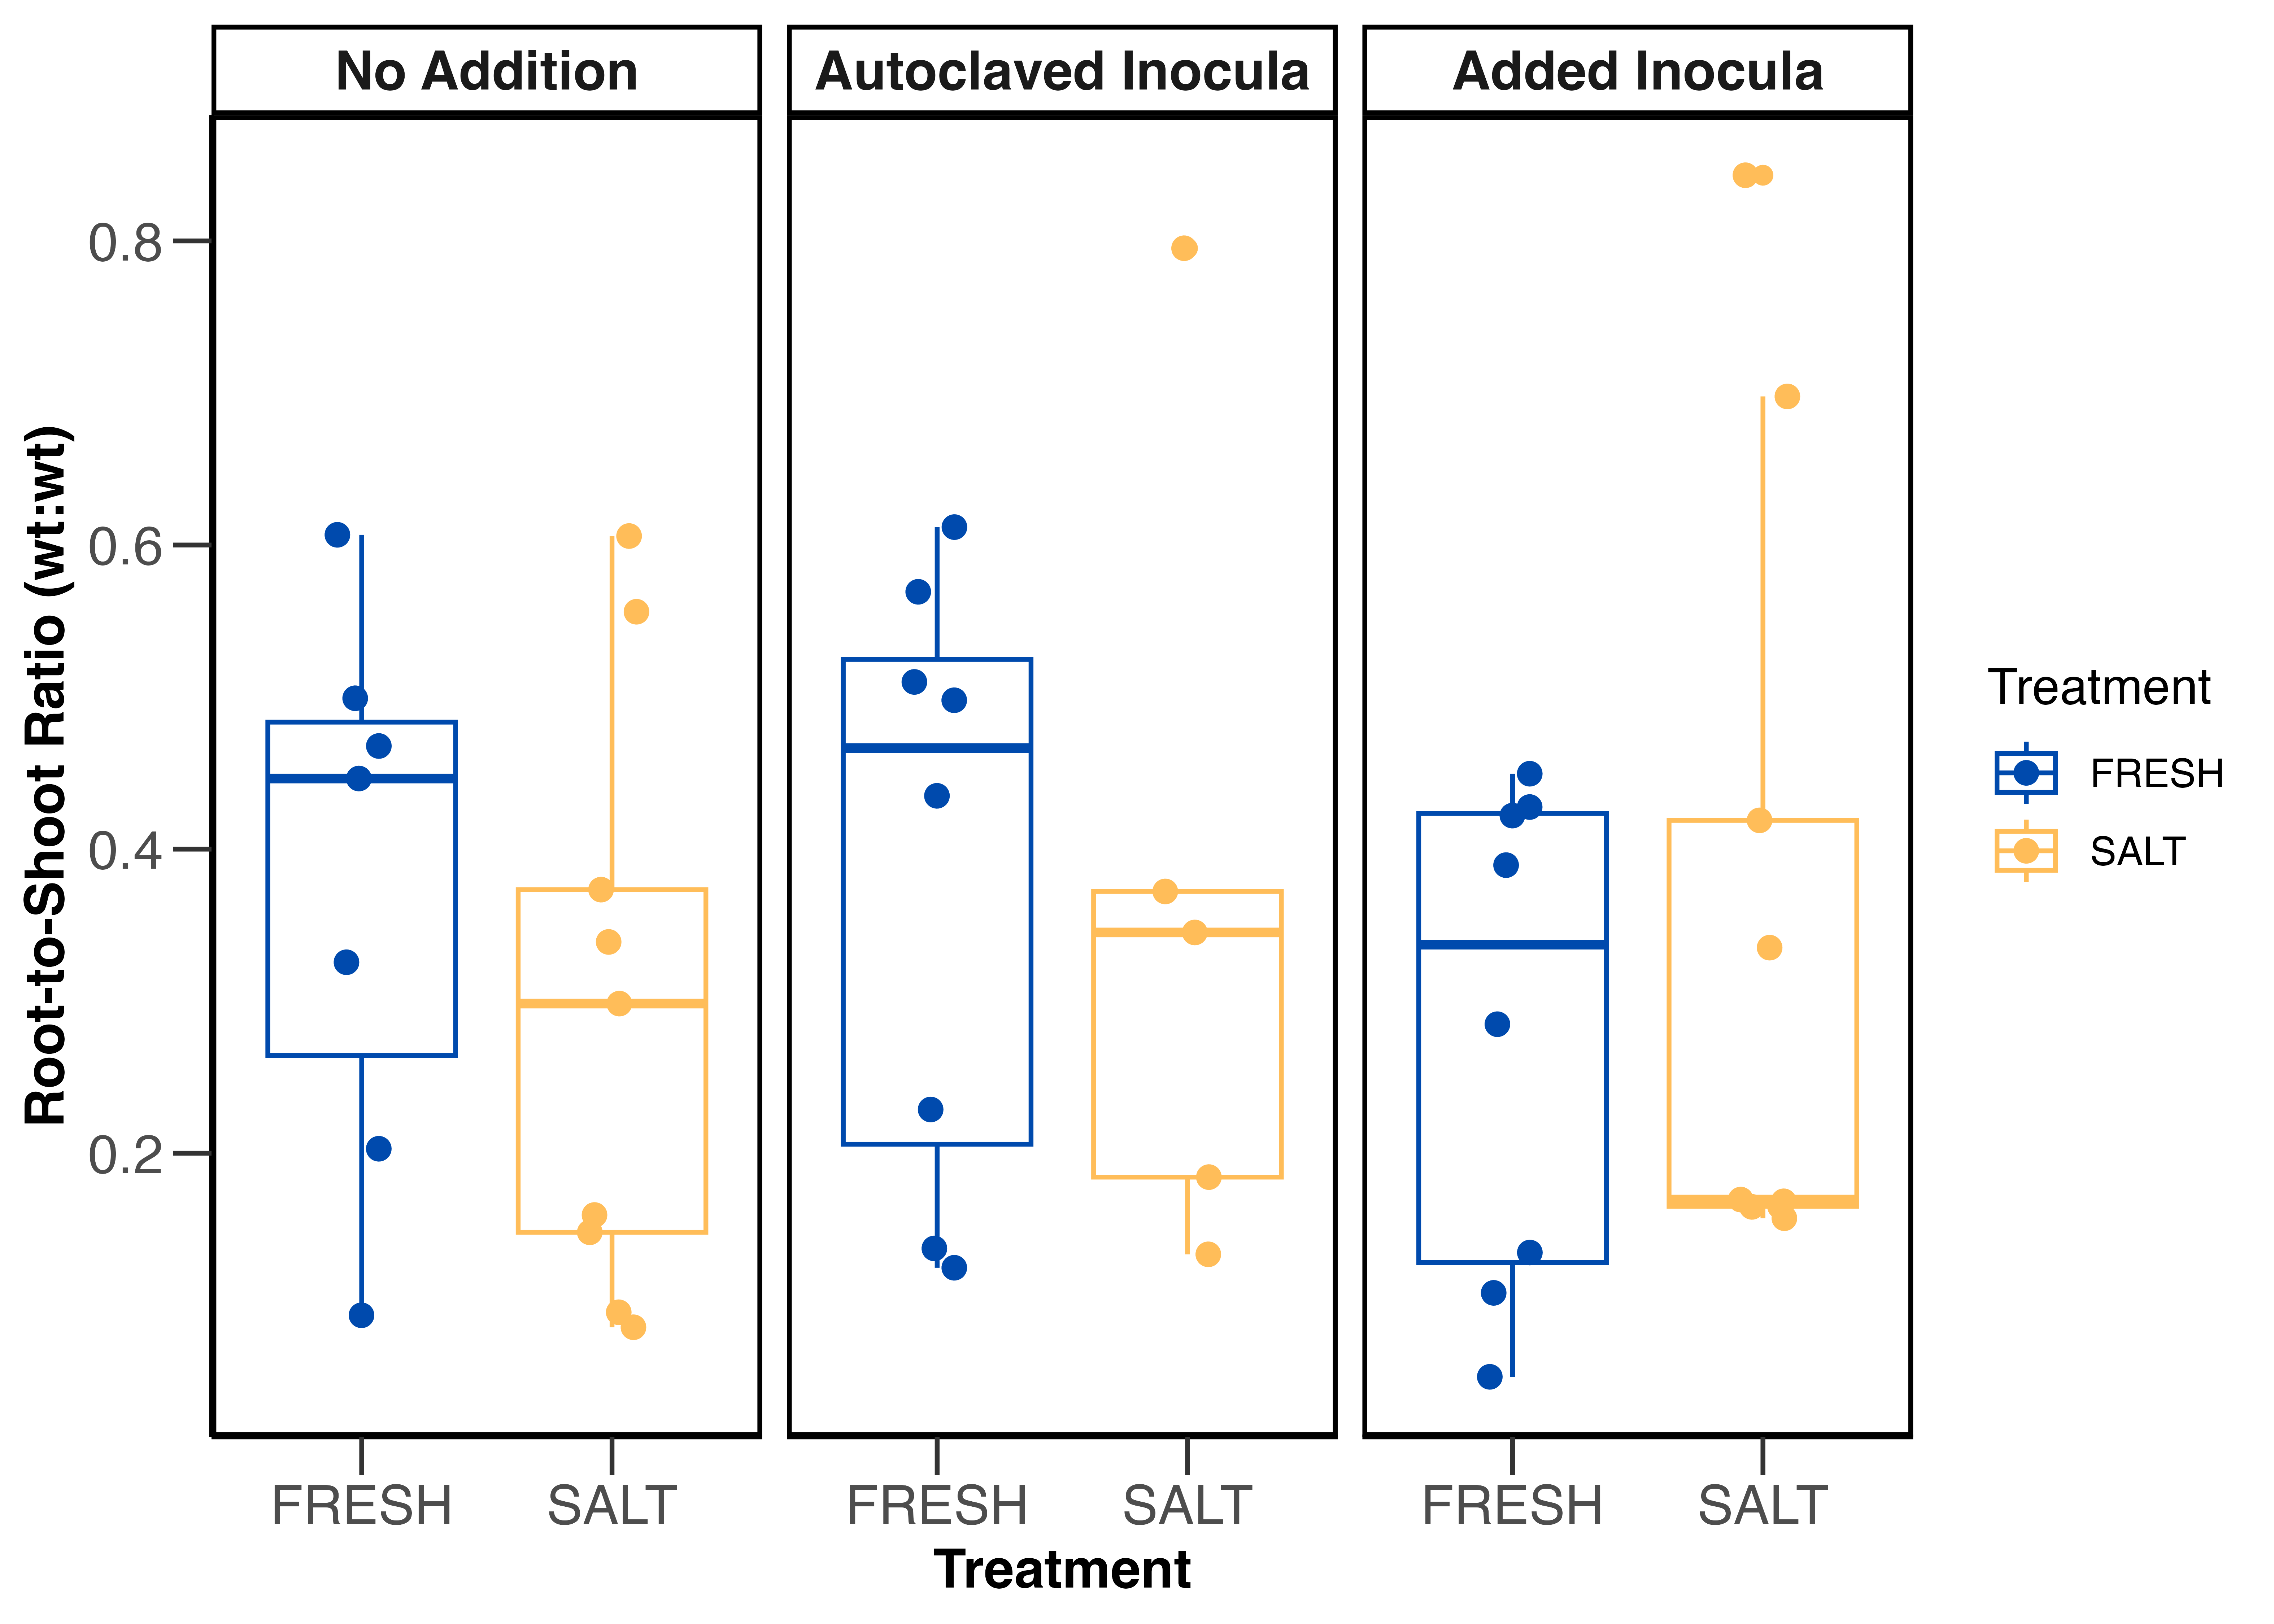 No Addition
Autoclaved Inocula
Added Inocula
Root-to-Shoot Ratio (wt:wt)
0.8
0.6
0.4
0.2
FRESH
SALT
FRESH
SALT
FRESH
SALT
Treatment
Treatment
FRESH
SALT